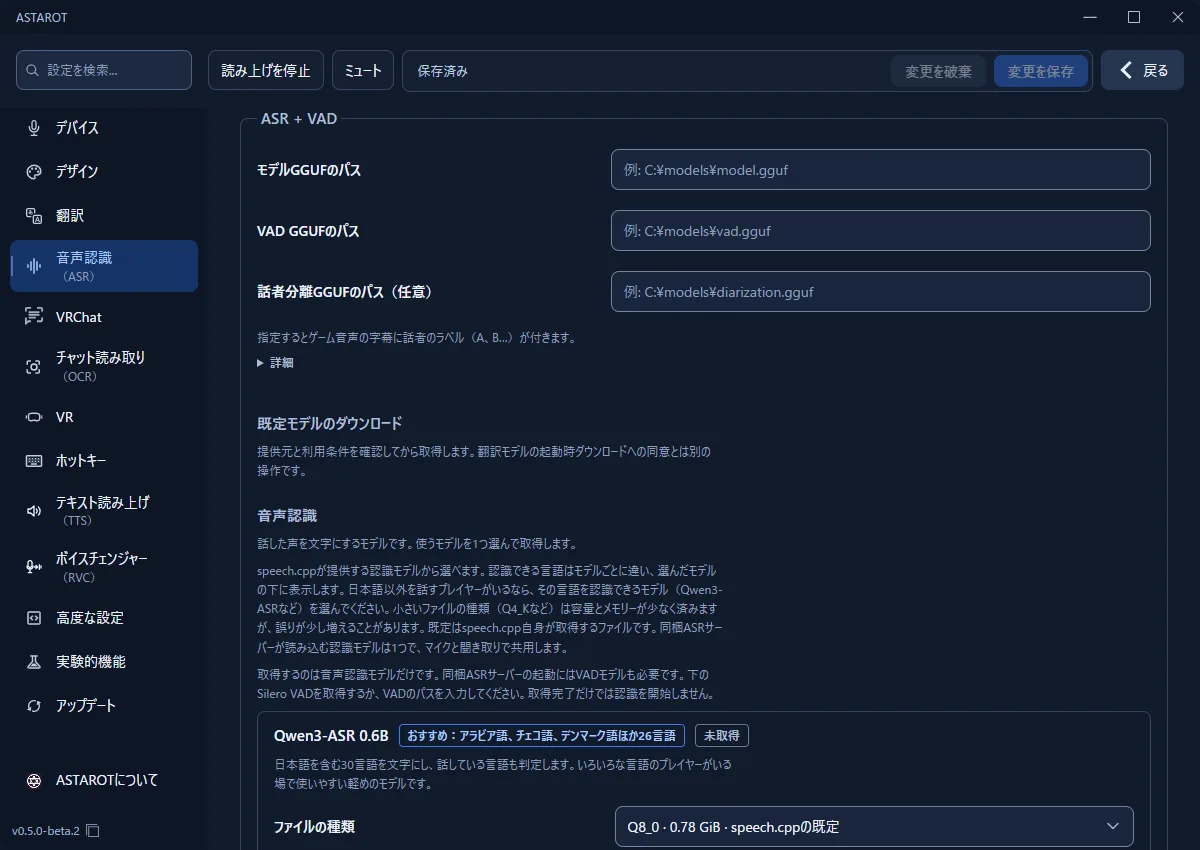 ASTAROT
設定を検索...
読み上げを停止
ミュート
保存済み
変更を破棄
変更を保存
戻る
デバイス
デザイン
翻訳
音声認識
（ASR）
VRChat
チャット読み取り
（OCR）
VR
ホットキー
テキスト読み上げ
（TTS）
ボイスチェンジャー
（RVC）
高度な設定
実験的機能
アップデート
ASTAROTについて
v0.5.0-beta.2
ASR + VAD
モデルGGUFのパス
例: C:¥models¥model.gguf
VAD GGUFのパス
例: C:¥models¥vad.gguf
話者分離GGUFのパス（任意）
例: C:¥models¥diarization.gguf
指定するとゲーム音声の字幕に話者のラベル（A、B...）が付きます。
詳細
既定モデルのダウンロード
提供元と利用条件を確認してから取得します。翻訳モデルの起動時ダウンロードへの同意とは別の
操作です。
音声認識
話した声を文字にするモデルです。使うモデルを1つ選んで取得します。
speech.cppが提供する認識モデルから選べます。認識できる言語はモデルごとに違い、選んだモデル
の下に表示します。日本語以外を話すプレイヤーがいるなら、その言語を認識できるモデル（Qwen3-
ASRなど）を選んでください。小さいファイルの種類（Q4_Kなど）は容量とメモリーが少なく済みます
が、誤りが少し増えることがあります。既定はspeech.cpp自身が取得するファイルです。同梱ASRサー
バーが読み込む認識モデルは1つで、マイクと聞き取りで共用します。
取得するのは音声認識モデルだけです。同梱ASRサーバーの起動にはVADモデルも必要です。下の
Silero VADを取得するか、VADのパスを入力してください。取得完了だけでは認識を開始しません。
Qwen3-ASR 0.6B
おすすめ：アラビア語、チェコ語、デンマーク語ほか26言語
未取得
日本語を含む30言語を文字にし、話している言語も判定します。いろいろな言語のプレイヤーがいる
場で使いやすい軽めのモデルです。
ファイルの種類
Q8_0 · 0.78 GiB · speech.cppの既定